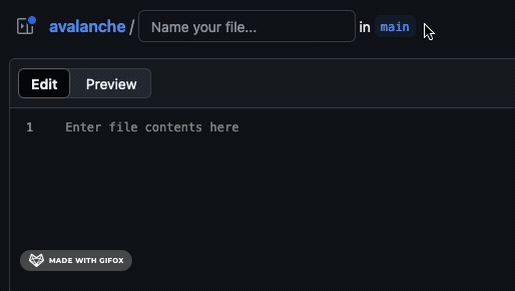 avalanche / Name your file... in main
Edit Preview
1 Enter file contents here
MADE WITH GIFOX